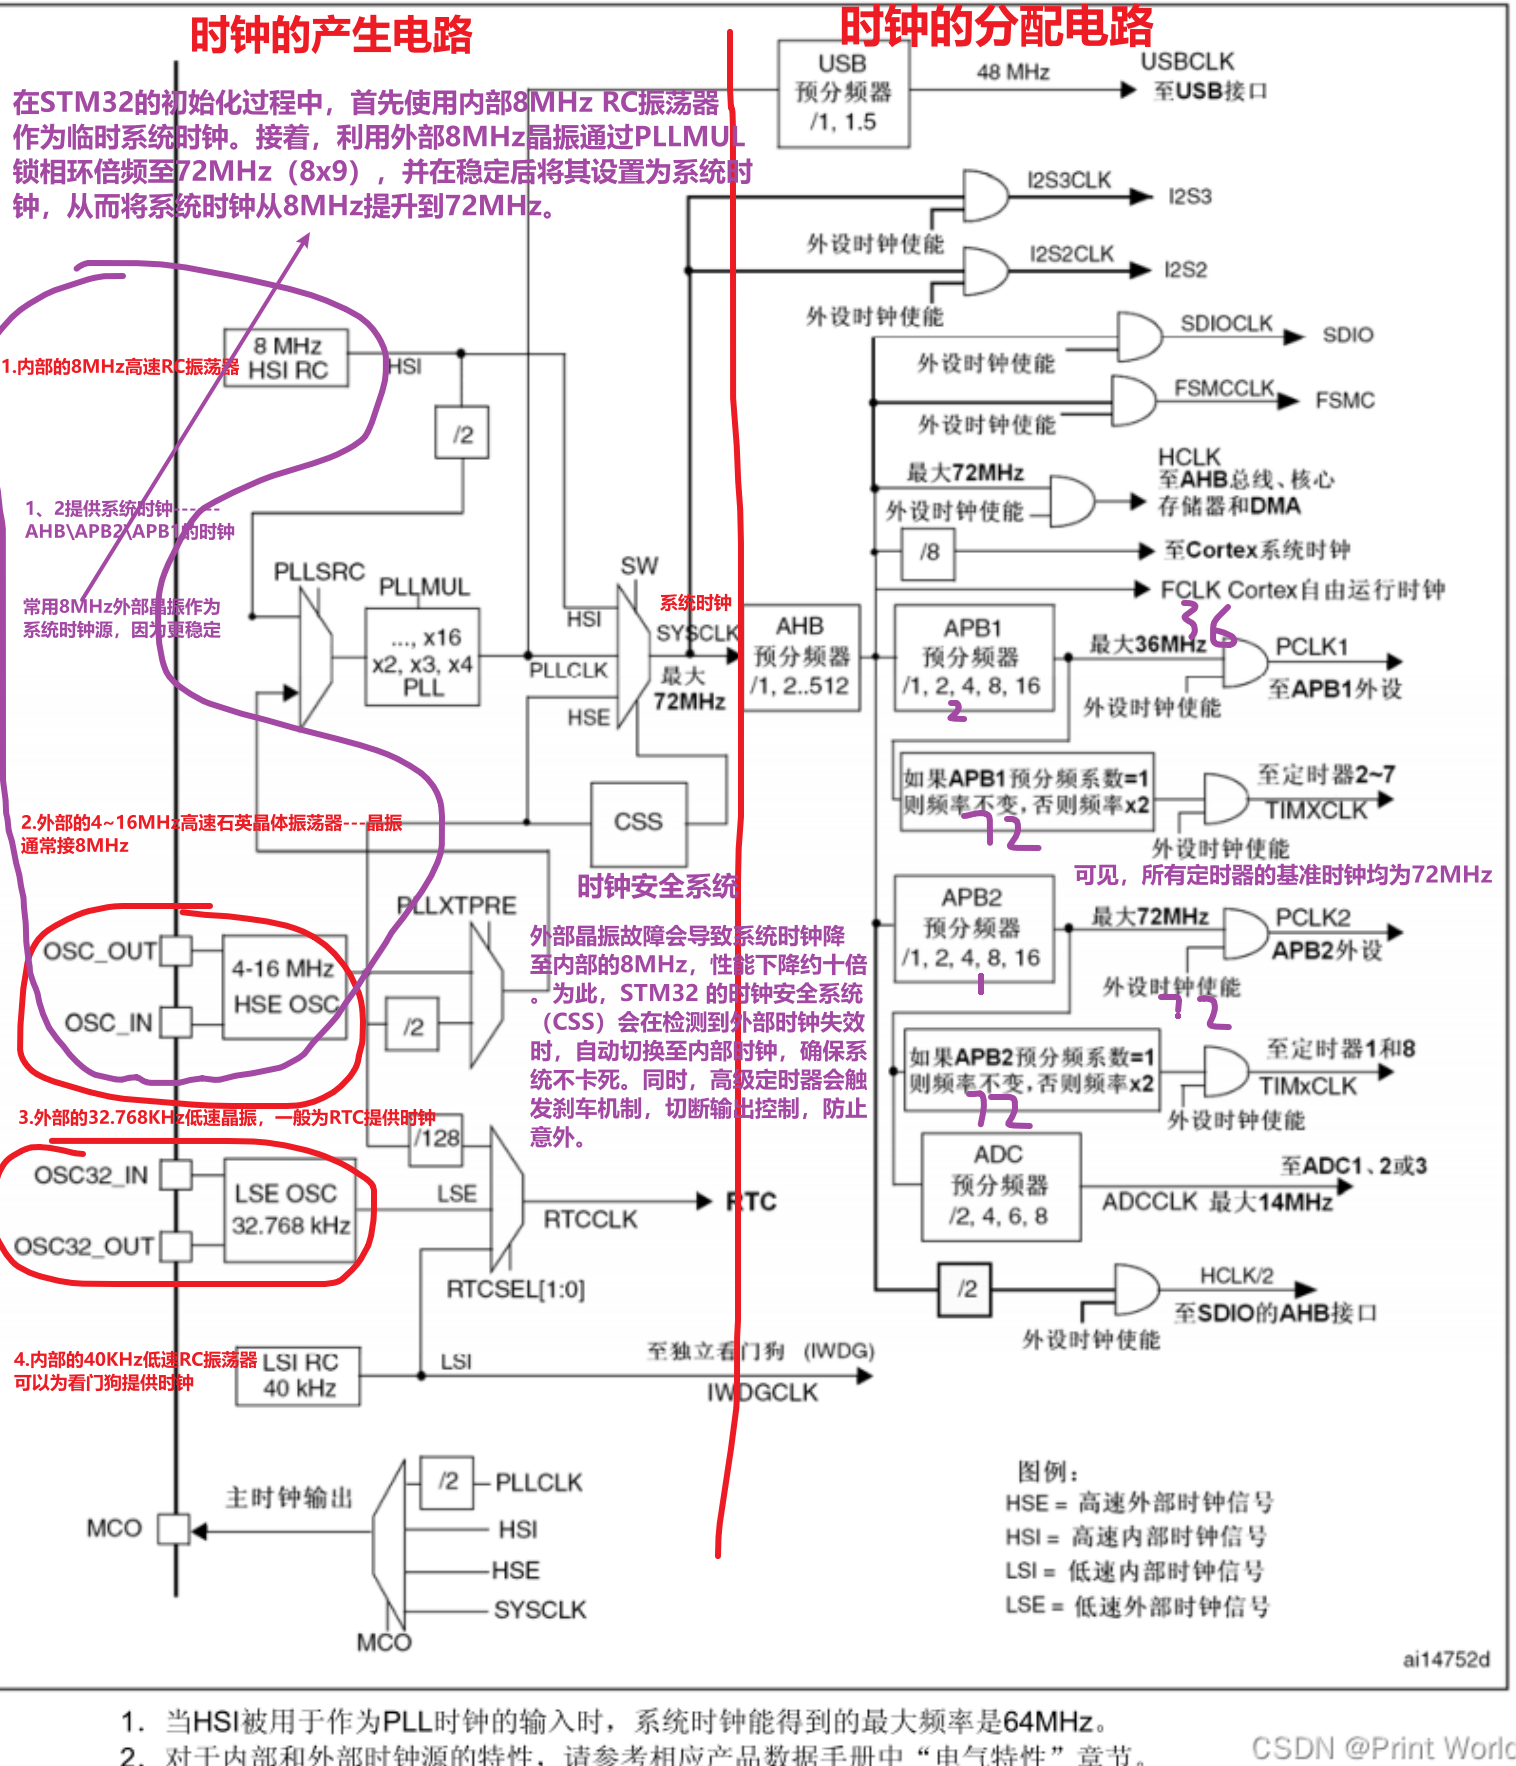 时钟的产生电路
时钟的分配电路
在STM32的初始化过程中，首先使用内部8MHz RC振荡器
作为临时系统时钟。接着，利用外部8MHz晶振通过PLLMUL
锁相环倍频至72MHz（8x9），并在稳定后将其设置为系统时
钟，从而将系统时钟从8MHz提升到72MHz。
USB
预分频器
/1, 1.5
48 MHz
USBCLK
至USB接口
I2S3CLK
I2S3
外设时钟使能
I2S2CLK
I2S2
外设时钟使能
SDIOCLK
SDIO
外设时钟使能
FSMCCLK
FSMC
外设时钟使能
最大72MHz
外设时钟使能
HCLK
至AHB总线、核心
存储器和DMA
/8
至Cortex系统时钟
FCLK Cortex自由运行时钟
8 MHz
HSI RC
HSI
1.内部的8MHz高速RC振荡器
/2
1、2提供系统时钟------
AHB\APB2\APB1的时钟
常用8MHz外部晶振作为
系统时钟源，因为更稳定
PLLSRC
PLLMUL
..., x16
x2, x3, x4
PLL
SW
HSI
PLLCLK
HSE
系统时钟
SYSCLK
最大
72MHz
AHB
预分频器
/1, 2..512
APB1
预分频器
/1, 2, 4, 8, 16
2
36
最大36MHz
PCLK1
至APB1外设
外设时钟使能
如果APB1预分频系数=1
则频率不变，否则频率x2
72
至定时器2~7
TIMXCLK
外设时钟使能
可见，所有定时器的基准时钟均为72MHz
2.外部的4~16MHz高速石英晶体振荡器---晶振
通常接8MHz
CSS
时钟安全系统
外部晶振故障会导致系统时钟降
至内部的8MHz，性能下降约十倍
。为此，STM32 的时钟安全系统
（CSS）会在检测到外部时钟失效
时，自动切换至内部时钟，确保系
统不卡死。同时，高级定时器会触
发刹车机制，切断输出控制，防止
意外。
PLLXTPRE
OSC_OUT
OSC_IN
4-16 MHz
HSE OSC
/2
APB2
预分频器
/1, 2, 4, 8, 16
1
最大72MHz
PCLK2
APB2外设
外设时钟使能
72
如果APB2预分频系数=1
则频率不变，否则频率x2
72
至定时器1和8
TIMxCLK
外设时钟使能
3.外部的32.768KHz低速晶振，一般为RTC提供时钟
/128
OSC32_IN
OSC32_OUT
LSE OSC
32.768 kHz
LSE
RTCCLK
RTC
RTCSEL[1:0]
ADC
预分频器
/2, 4, 6, 8
至ADC1、2或3
ADCCLK 最大14MHz
/2
HCLK/2
至SDIO的AHB接口
外设时钟使能
4.内部的40KHz低速RC振荡器
可以为看门狗提供时钟
LSI RC
40 kHz
LSI
至独立看门狗 (IWDG)
IWDGCLK
主时钟输出
MCO
/2
PLLCLK
HSI
HSE
SYSCLK
MCO
图例：
HSE = 高速外部时钟信号
HSI = 高速内部时钟信号
LSI = 低速内部时钟信号
LSE = 低速外部时钟信号
ai14752d
1. 当HSI被用于作为PLL时钟的输入时，系统时钟能得到的最大频率是64MHz。
2. 对于内部和外部时钟源的特性，请参考相应产品数据手册中“电气特性”章节。
CSDN @Print World